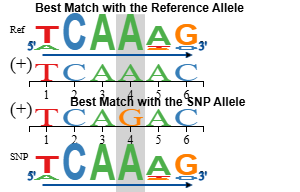 Best Match with the Reference Allele
Ref 5' TCAAAG 3'
(+) TCAAAC
1 2 3 4 5 6
Best Match with the SNP Allele
(+) TCAGAC
1 2 3 4 5 6
SNP 5' TCAAAG 3'